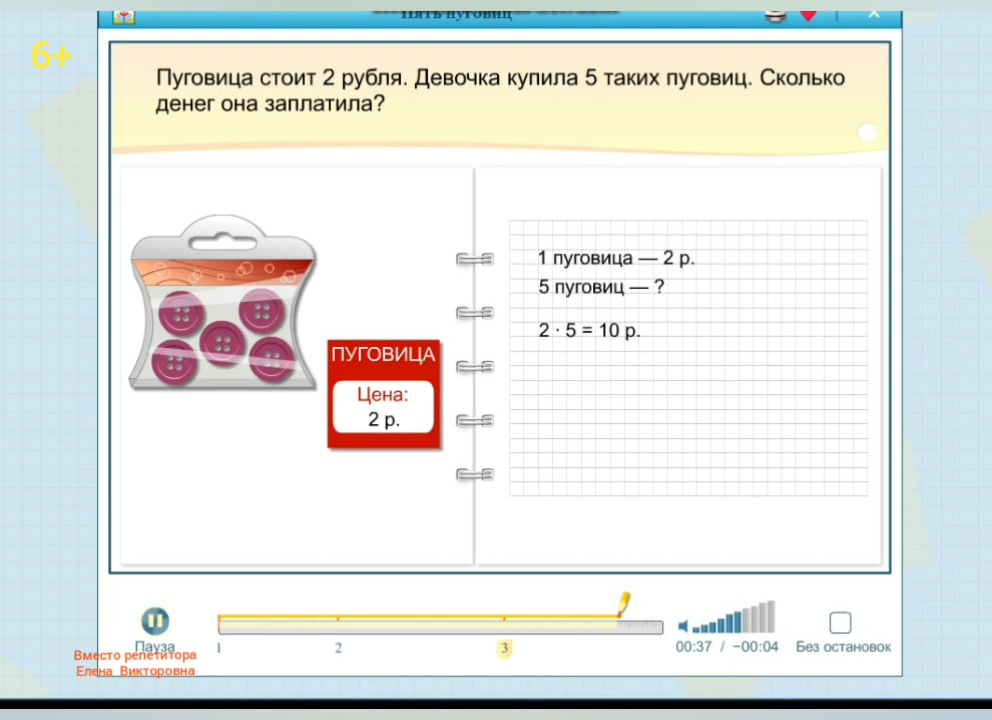 Пять пуговиц
6+
Пуговица стоит 2 рубля. Девочка купила 5 таких пуговиц. Сколько
денег она заплатила?
1 пуговица — 2 р.
5 пуговиц — ?
2 · 5 = 10 р.
ПУГОВИЦА
Цена:
2 р.
Пауза
1 2 3
00:37 / −00:04
Без остановок
Вместо репетитора
Елена Викторовна